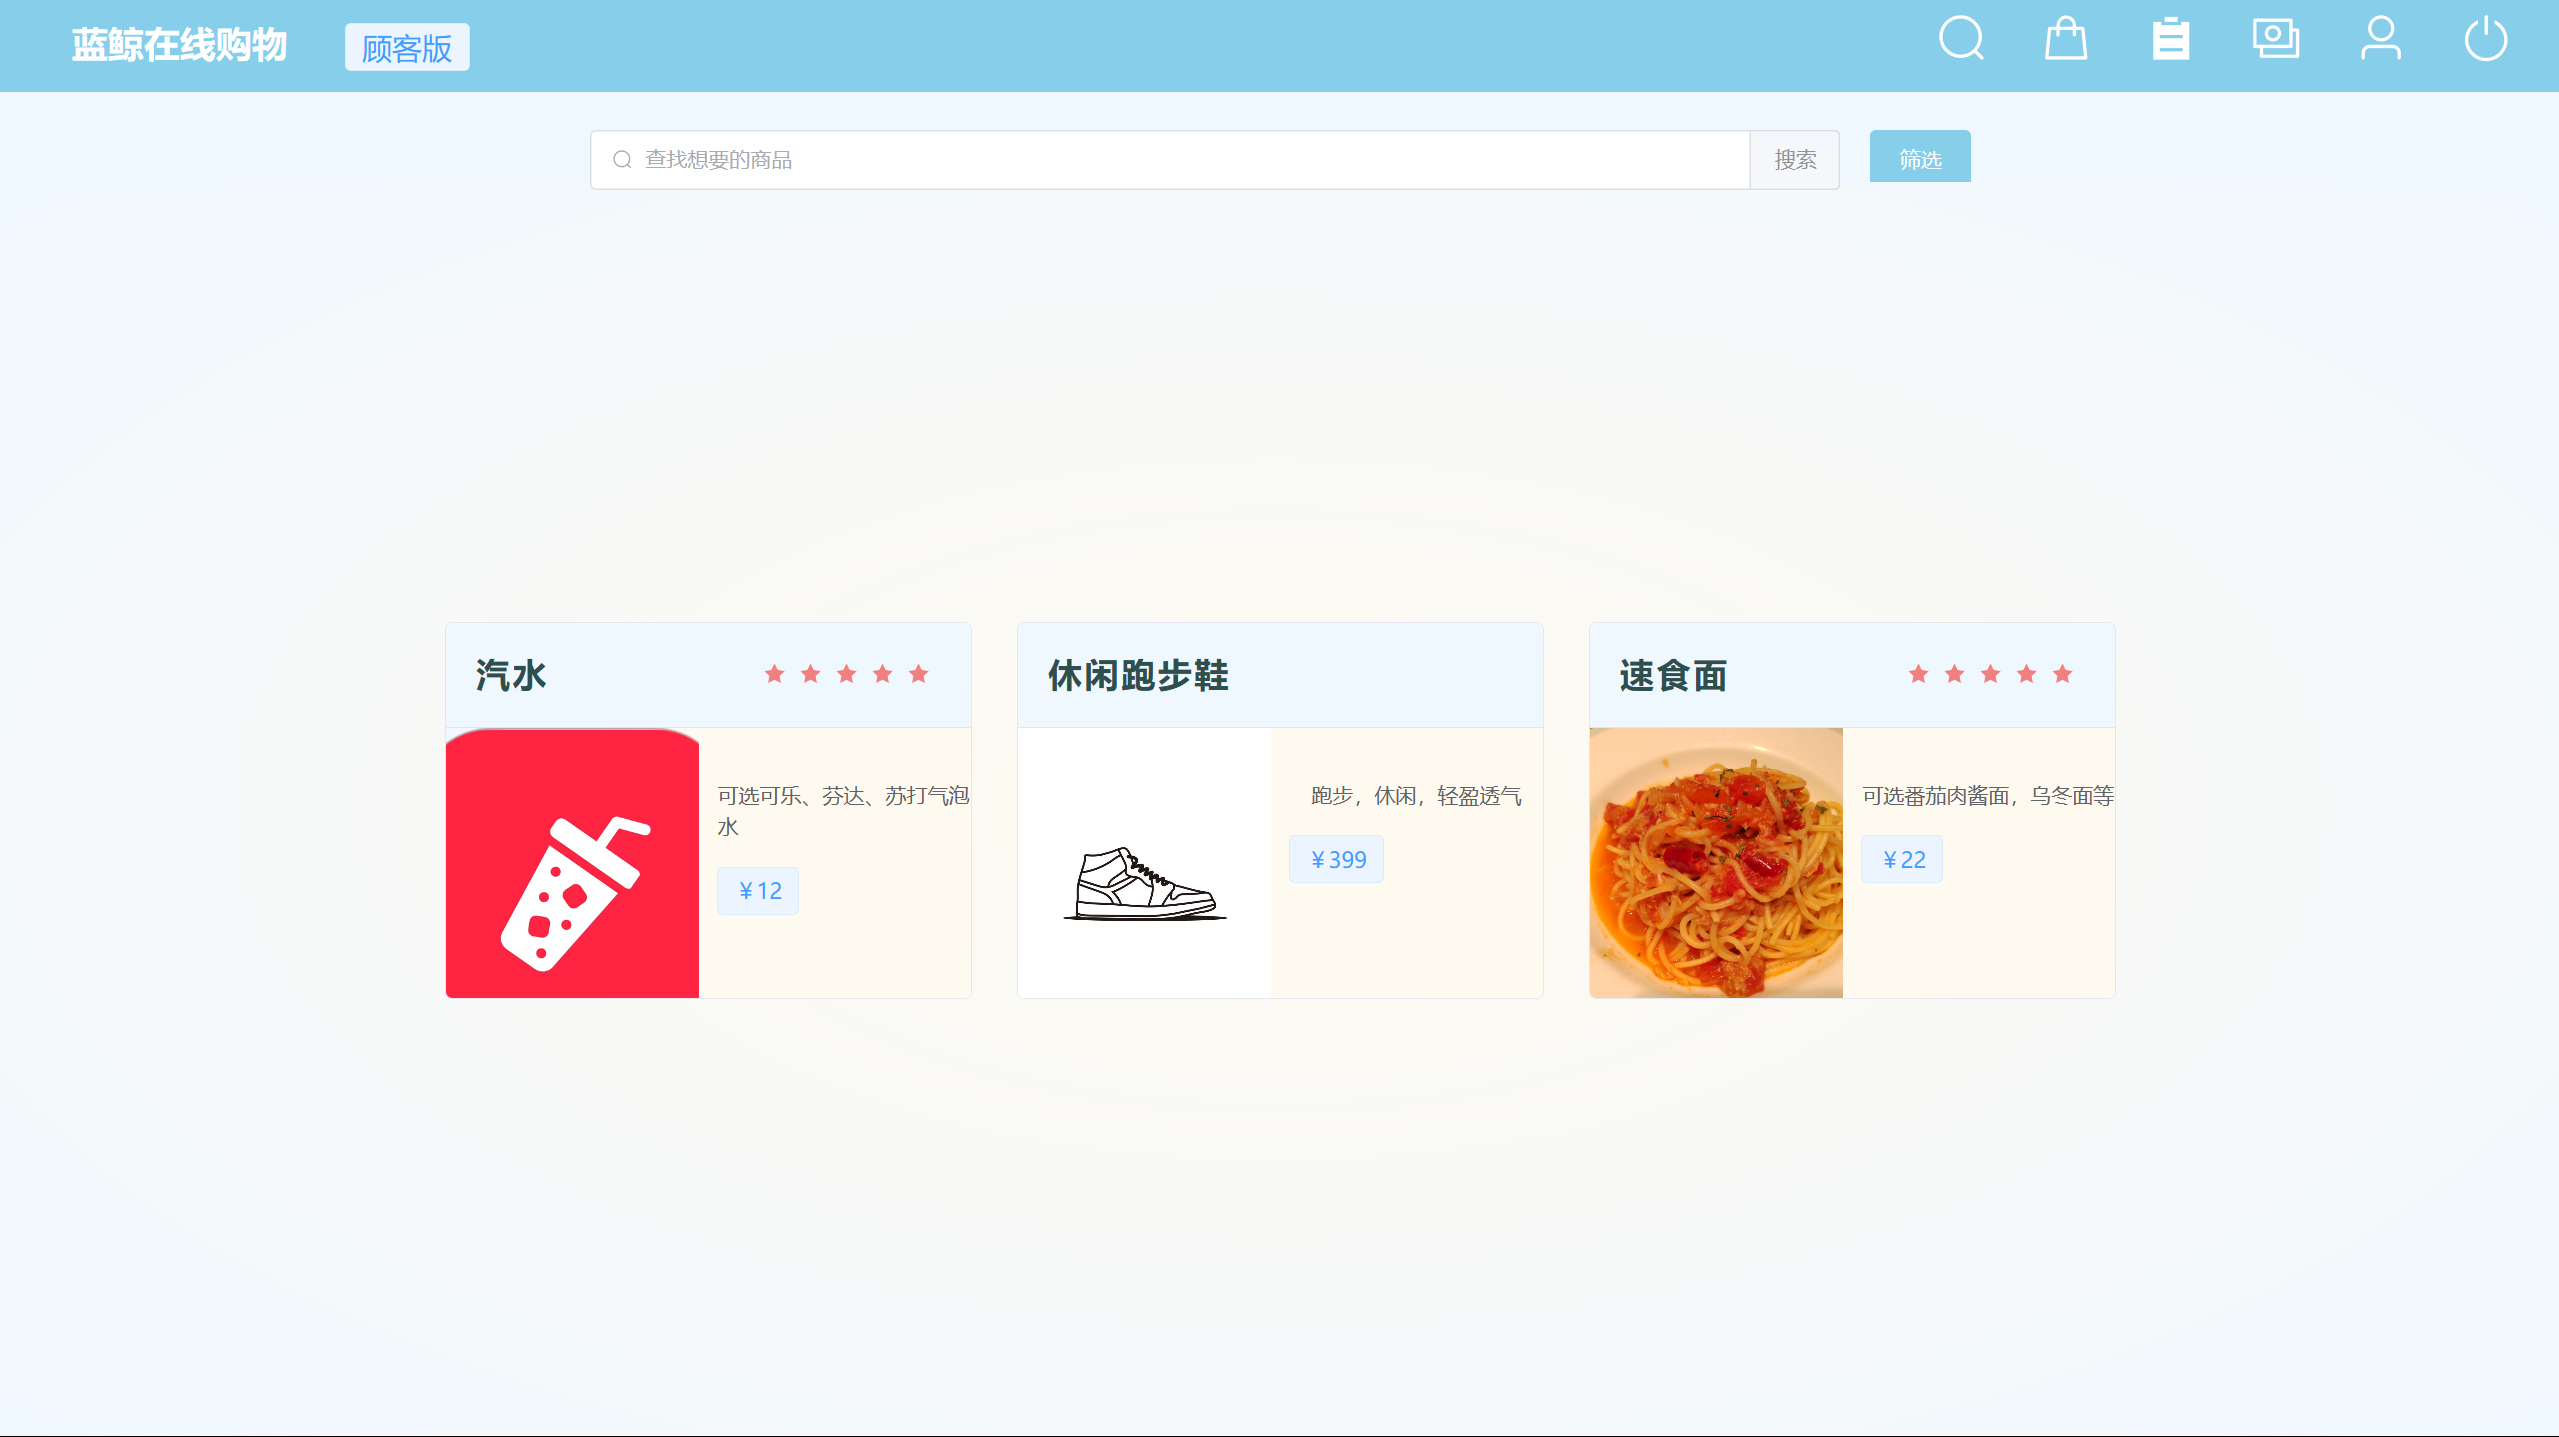 蓝鲸在线购物
顾客版
查找想要的商品
搜索
筛选
汽水
可选可乐、芬达、苏打气泡
水
￥12
休闲跑步鞋
跑步，休闲，轻盈透气
￥399
速食面
可选番茄肉酱面，乌冬面等
￥22